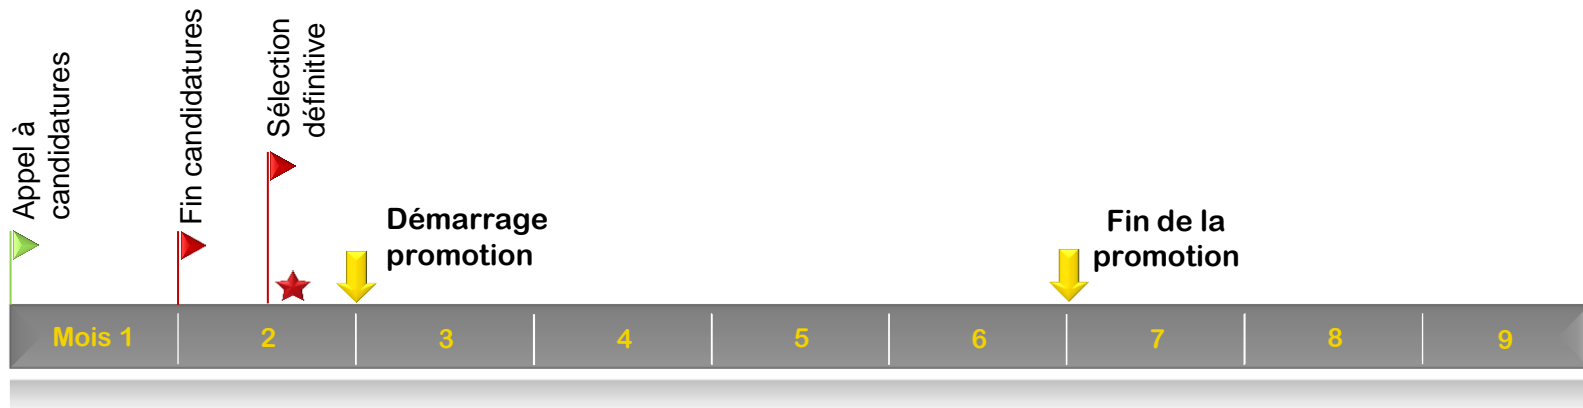 Appel à
candidatures
Fin candidatures
Sélection
définitive
Démarrage
promotion
Fin de la
promotion
Mois 1
2
3
4
5
6
7
8
9